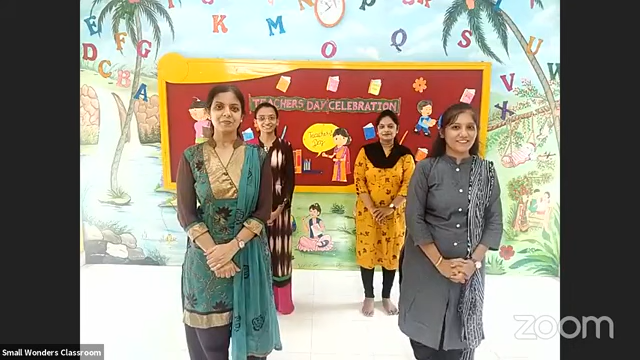 TEACHERS DAY CELEBRATION
Teachers
Day
zoom
Small Wonders Classroom